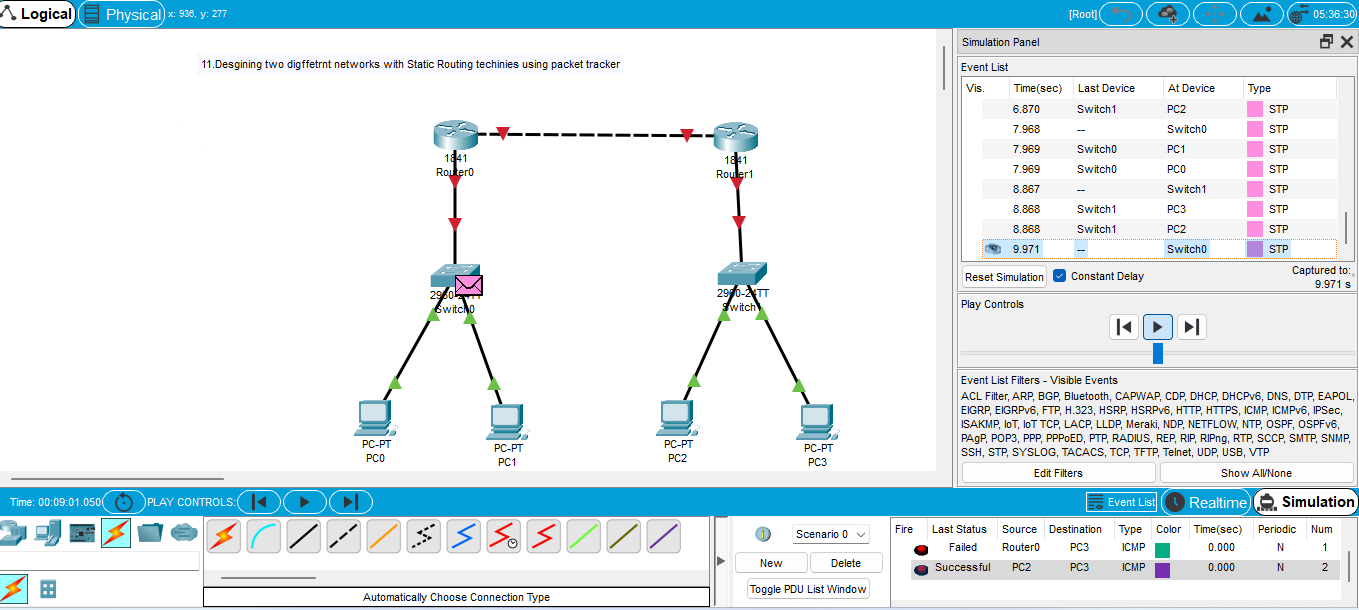 Logical
Physical
x: 936, y: 277
[Root]
05:36:30
11.Desgining two digffetrnt networks with Static Routing techinies using packet tracker
1841
Router0
1841
Router1
2960-24TT
Switch0
2960-24TT
Switch1
PC-PT
PC0
PC-PT
PC1
PC-PT
PC2
PC-PT
PC3
Simulation Panel
Event List
Vis. Time(sec) Last Device At Device Type
6.870 Switch1 PC2 STP
7.968 -- Switch0 STP
7.969 Switch0 PC1 STP
7.969 Switch0 PC0 STP
8.867 -- Switch1 STP
8.868 Switch1 PC3 STP
8.868 Switch1 PC2 STP
9.971 -- Switch0 STP
Reset Simulation Constant Delay
Captured to:
9.971 s
Play Controls
Event List Filters - Visible Events
ACL Filter, ARP, BGP, Bluetooth, CAPWAP, CDP, DHCP, DHCPv6, DNS, DTP, EAPOL,
EIGRP, EIGRPv6, FTP, H.323, HSRP, HSRPv6, HTTP, HTTPS, ICMP, ICMPv6, IPSec,
ISAKMP, IoT, IoT TCP, LACP, LLDP, Meraki, NDP, NETFLOW, NTP, OSPF, OSPFv6,
PAgP, POP3, PPP, PPPoED, PTP, RADIUS, REP, RIP, RIPng, RTP, SCCP, SMTP, SNMP,
SSH, STP, SYSLOG, TACACS, TCP, TFTP, Telnet, UDP, USB, VTP
Edit Filters
Show All/None
Time: 00:09:01.050
PLAY CONTROLS:
Event List
Realtime
Simulation
Automatically Choose Connection Type
Scenario 0
New
Delete
Toggle PDU List Window
Fire Last Status Source Destination Type Color Time(sec) Periodic Num
Failed Router0 PC3 ICMP 0.000 N 1
Successful PC2 PC3 ICMP 0.000 N 2